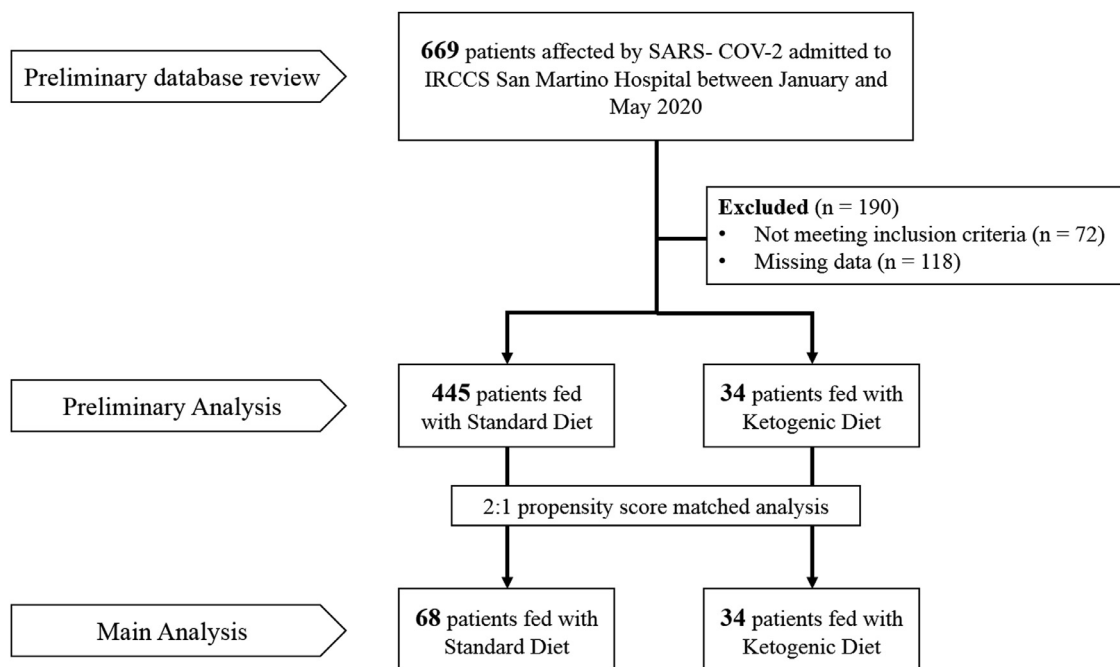 Preliminary database review
669 patients affected by SARS- COV-2 admitted to
IRCCS San Martino Hospital between January and
May 2020
Excluded (n = 190)
• Not meeting inclusion criteria (n = 72)
• Missing data (n = 118)
Preliminary Analysis
445 patients fed
with Standard Diet
34 patients fed with
Ketogenic Diet
2:1 propensity score matched analysis
Main Analysis
68 patients fed with
Standard Diet
34 patients fed with
Ketogenic Diet